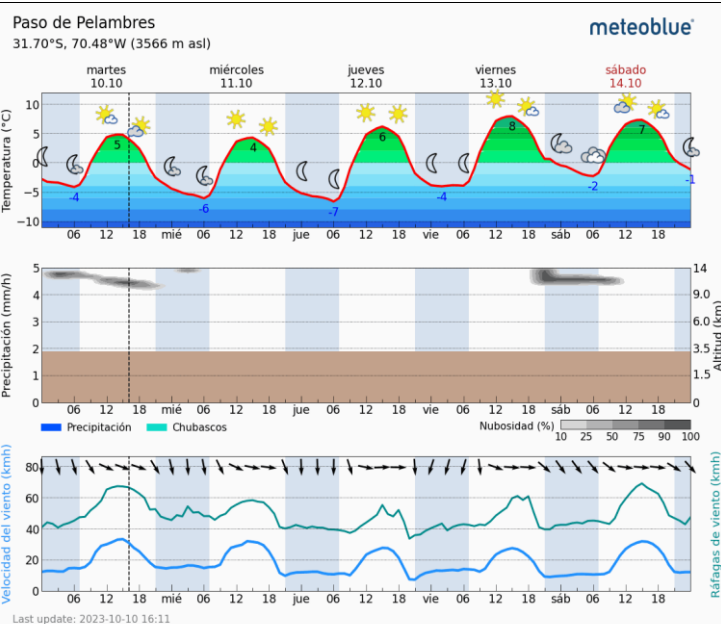 Paso de Pelambres
31.70°S, 70.48°W (3566 m asl)
meteoblue
martes miércoles jueves viernes sábado
10.10 11.10 12.10 13.10 14.10
Temperatura (°C)
10
5
0
−5
−10
5 4 6 8 7
-4 -6 -7 -4 -2 -1
06 12 18 mié 06 12 18 jue 06 12 18 vie 06 12 18 sáb 06 12 18
Precipitación (mm/h)
5
4
3
2
1
0
14
9.0
6.0
3.5
1.5
0
Altitud (km)
06 12 18 mié 06 12 18 jue 06 12 18 vie 06 12 18 sáb 06 12 18
Precipitación Chubascos
Nubosidad (%)
10 25 50 75 90 100
Velocidad del viento (kmh)
80
60
40
20
0
Ráfagas de viento (kmh)
06 12 18 mié 06 12 18 jue 06 12 18 vie 06 12 18 sáb 06 12 18
Last update: 2023-10-10 16:11